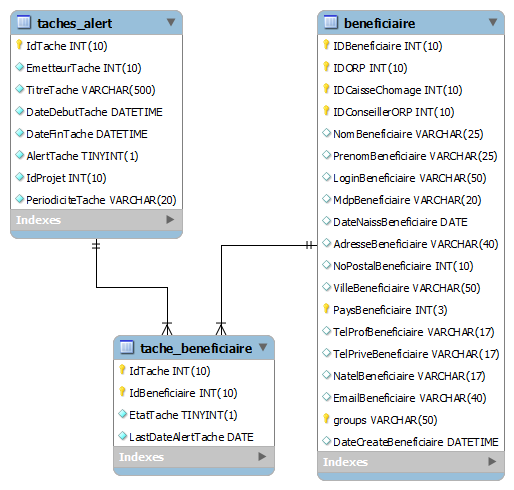 taches_alert
IdTache INT(10)
EmetteurTache INT(10)
TitreTache VARCHAR(500)
DateDebutTache DATETIME
DateFinTache DATETIME
AlertTache TINYINT(1)
IdProjet INT(10)
PeriodiciteTache VARCHAR(20)
Indexes
beneficiaire
IDBeneficiaire INT(10)
IDORP INT(10)
IDCaisseChomage INT(10)
IDConseillerORP INT(10)
NomBeneficiaire VARCHAR(25)
PrenomBeneficiaire VARCHAR(25)
LoginBeneficiaire VARCHAR(50)
MdpBeneficiaire VARCHAR(20)
DateNaissBeneficiaire DATE
AdresseBeneficiaire VARCHAR(40)
NoPostalBeneficiaire INT(10)
VilleBeneficiaire VARCHAR(50)
PaysBeneficiaire INT(3)
TelProfBeneficiaire VARCHAR(17)
TelPriveBeneficiaire VARCHAR(17)
NatelBeneficiaire VARCHAR(17)
EmailBeneficiaire VARCHAR(40)
groups VARCHAR(50)
DateCreateBeneficiaire DATETIME
Indexes
tache_beneficiaire
IdTache INT(10)
IdBeneficiaire INT(10)
EtatTache TINYINT(1)
LastDateAlertTache DATE
Indexes